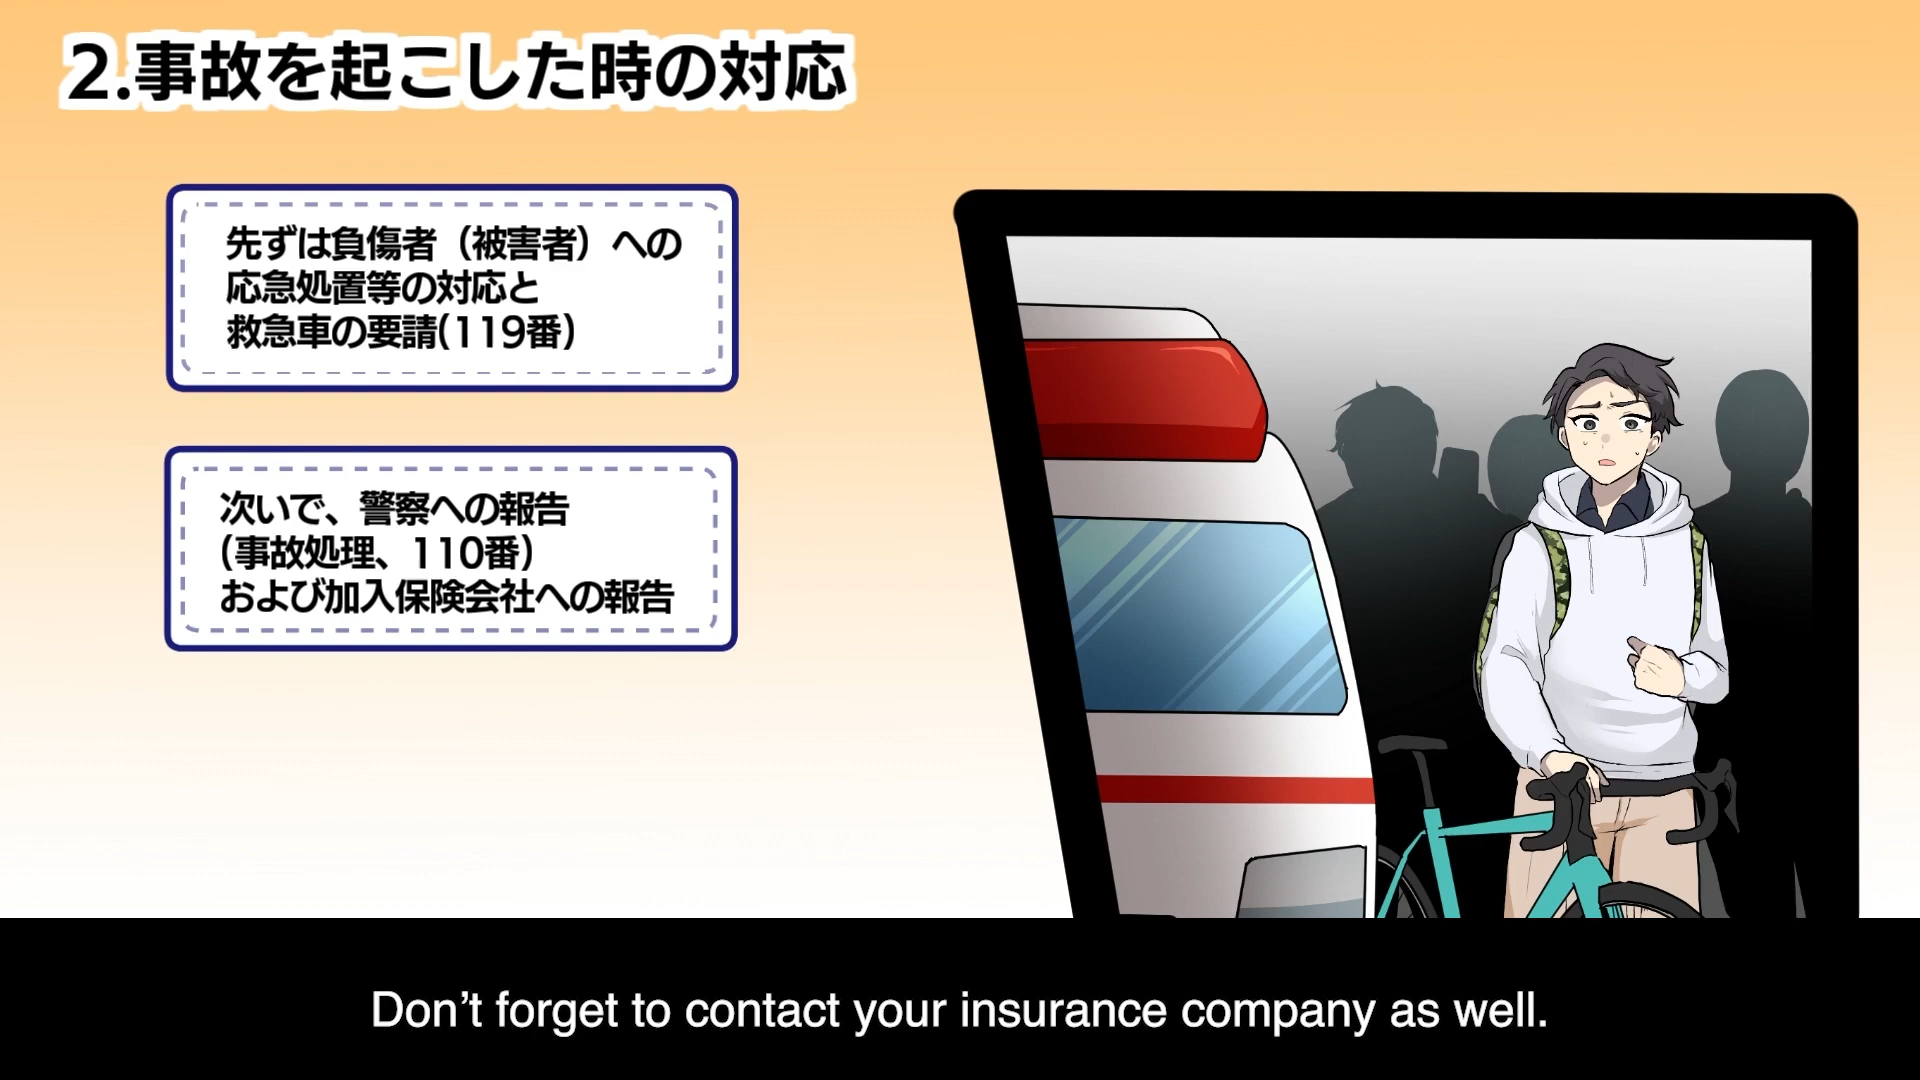 2.事故を起こした時の対応
先ずは負傷者（被害者）への
応急処置等の対応と
救急車の要請(119番)
次いで、警察への報告
(事故処理、110番)
および加入保険会社への報告
Don’t forget to contact your insurance company as well.